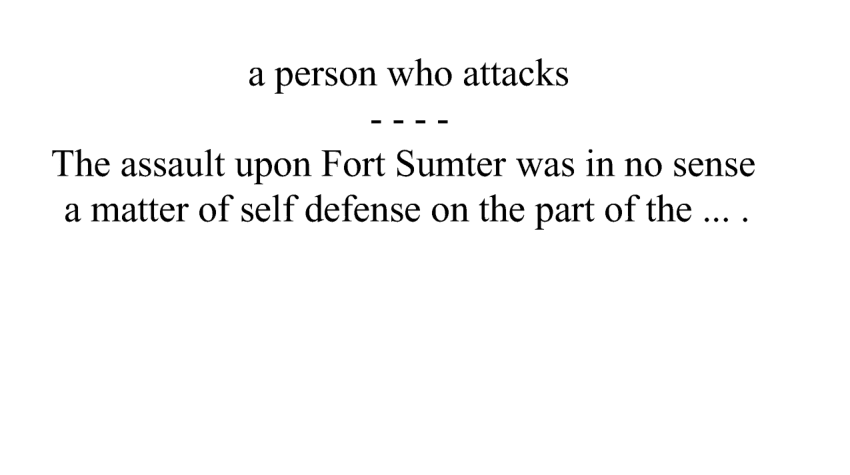 a person who attacks
- - - -
The assault upon Fort Sumter was in no sense
a matter of self defense on the part of the ... .